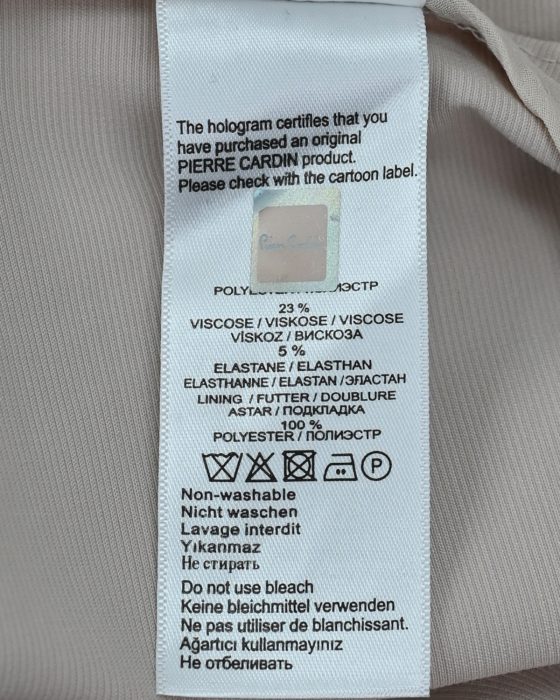 The hologram certifies that you
have purchased an original
PIERRE CARDIN product.
Please check with the cartoon label.
Pierre Cardin
23 %
VISCOSE / VISKOSE / VISCOSE
VİSKOZ / ВИСКОЗА
5 %
ELASTANE / ELASTHAN
ELASTHANNE / ELASTAN /ЭЛАСТАН
LINING / FUTTER / DOUBLURE
ASTAR / ПОДКЛАДКА
100 %
POLYESTER / ПОЛИЭСТР
P
Non-washable
Nicht waschen
Lavage interdit
Yıkanmaz
Не стирать
Do not use bleach
Keine bleichmittel verwenden
Ne pas utiliser de blanchissant.
Ağartıcı kullanmayınız
Не отбеливать